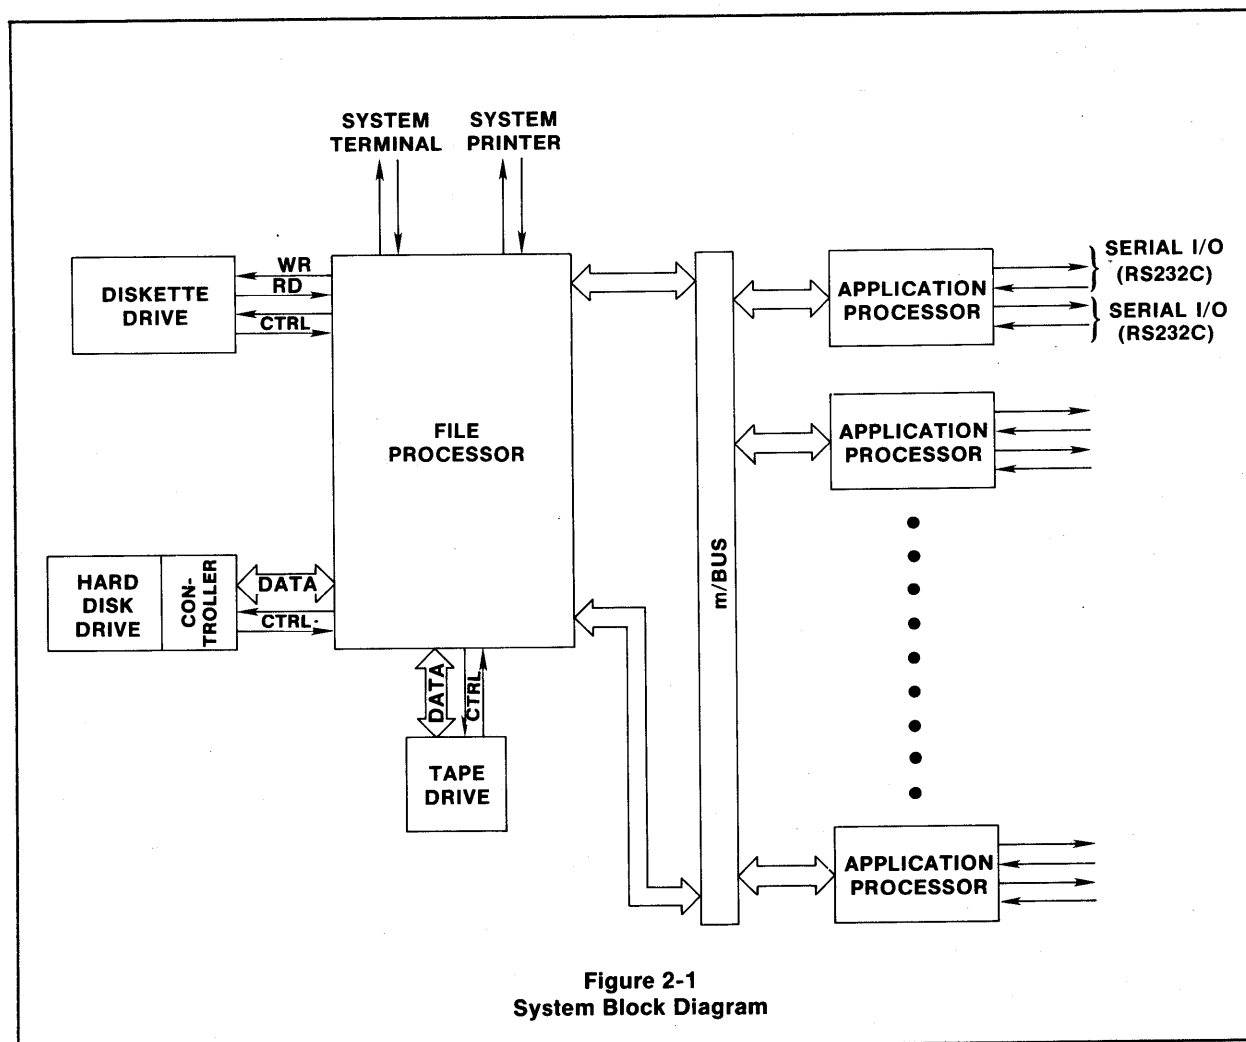 SYSTEM
TERMINAL
SYSTEM
PRINTER
WR
RD
CTRL
DISKETTE
DRIVE
FILE
PROCESSOR
HARD
DISK
DRIVE
CON-
TROLLER
DATA
CTRL
DATA
CTRL
TAPE
DRIVE
m/BUS
APPLICATION
PROCESSOR
SERIAL I/O
(RS232C)
SERIAL I/O
(RS232C)
APPLICATION
PROCESSOR
APPLICATION
PROCESSOR
Figure 2-1
System Block Diagram